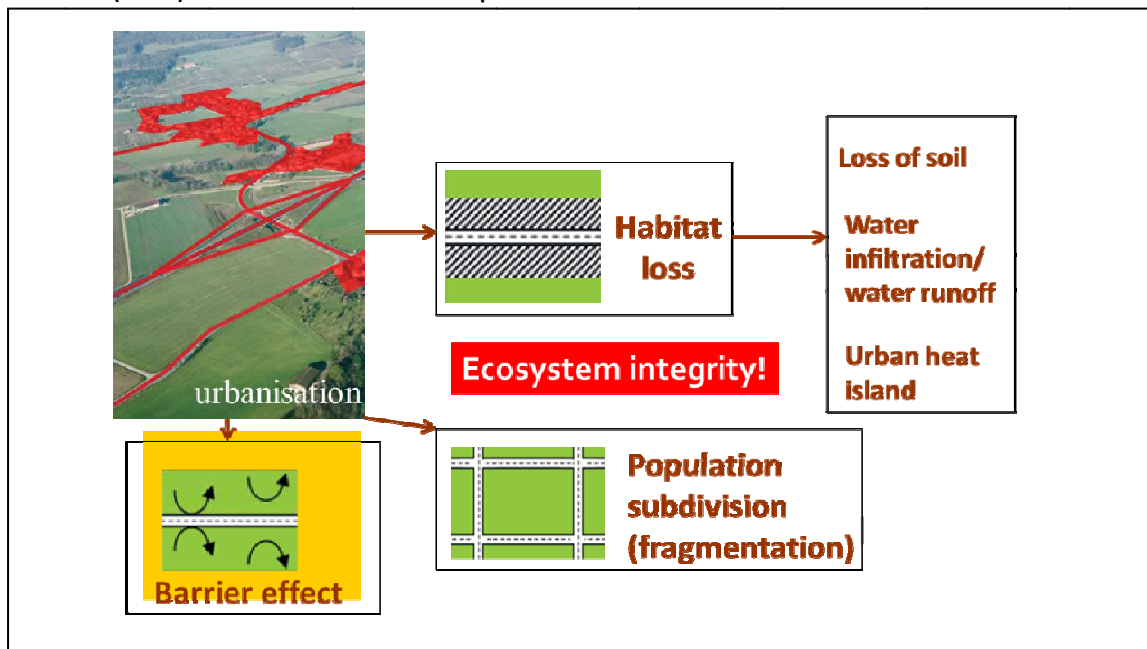 urbanisation
Habitat
loss
Loss of soil
Water
infiltration/
water runoff
Urban heat
island
Ecosystem integrity!
Barrier effect
Population
subdivision
(fragmentation)